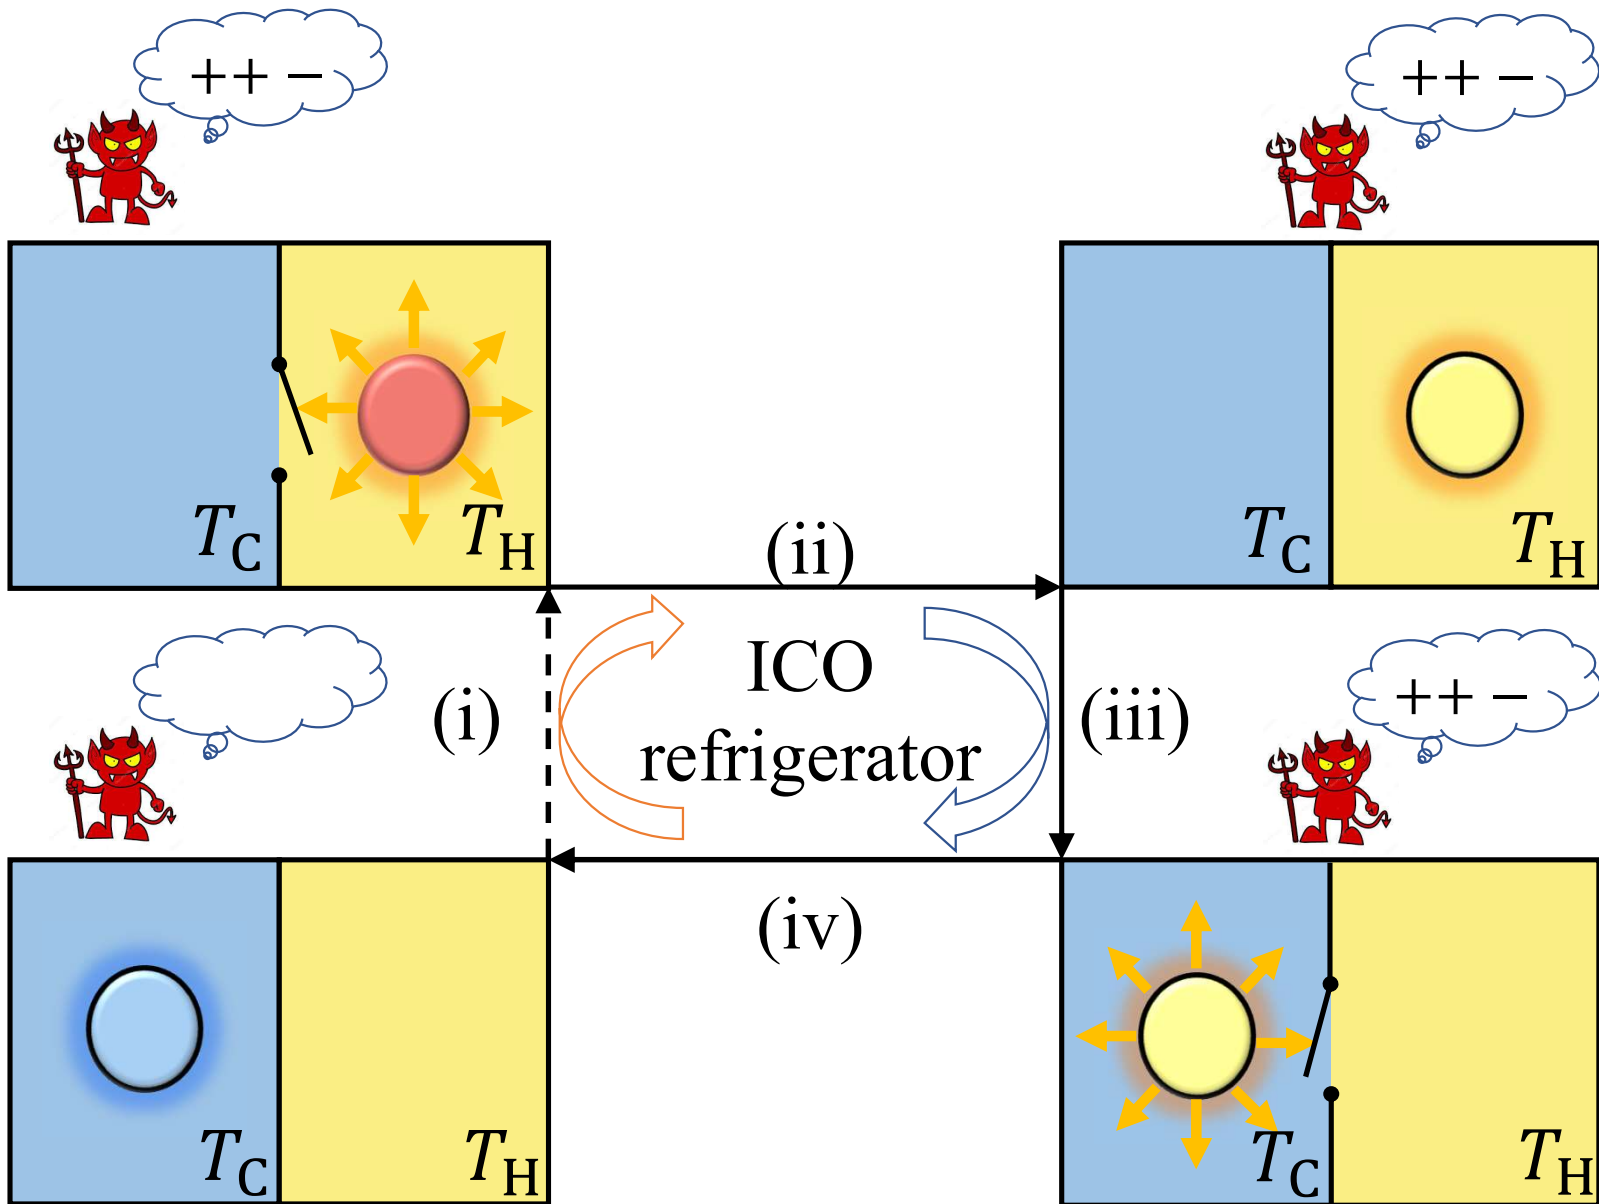 ++ −
++ −
T_C
T_H
T_C
T_H
(ii)
ICO
refrigerator
(i)
(iii)
++ −
(iv)
T_C
T_H
T_C
T_H